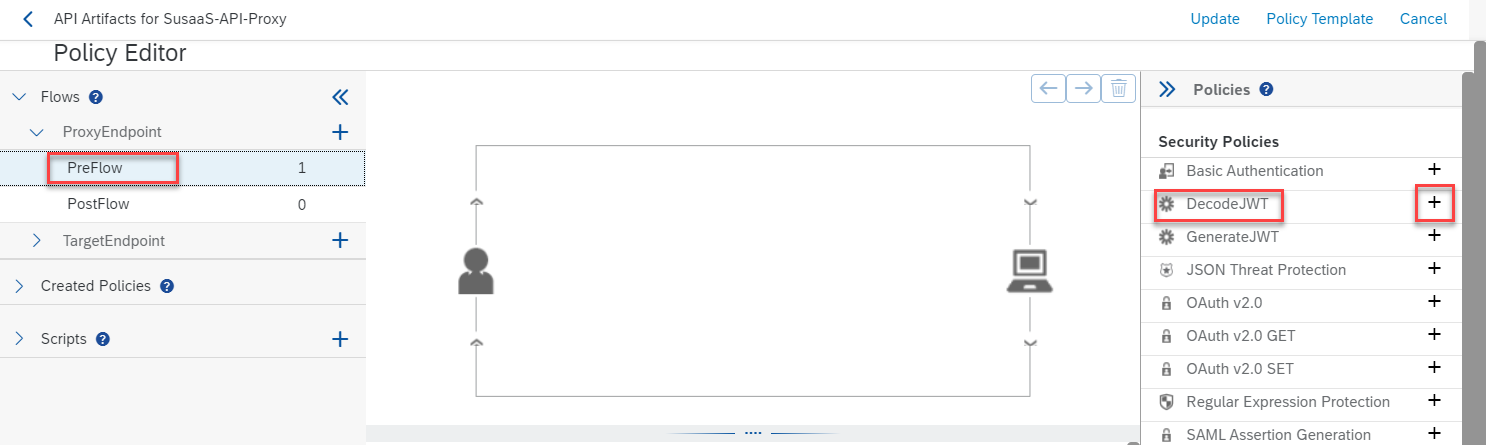 API Artifacts for SusaaS-API-Proxy
Update
Policy Template
Cancel
Policy Editor
Flows ?
ProxyEndpoint
PreFlow 1
PostFlow 0
TargetEndpoint
Created Policies ?
Scripts ?
Policies ?
Security Policies
Basic Authentication
DecodeJWT
GenerateJWT
JSON Threat Protection
OAuth v2.0
OAuth v2.0 GET
OAuth v2.0 SET
Regular Expression Protection
SAML Assertion Generation